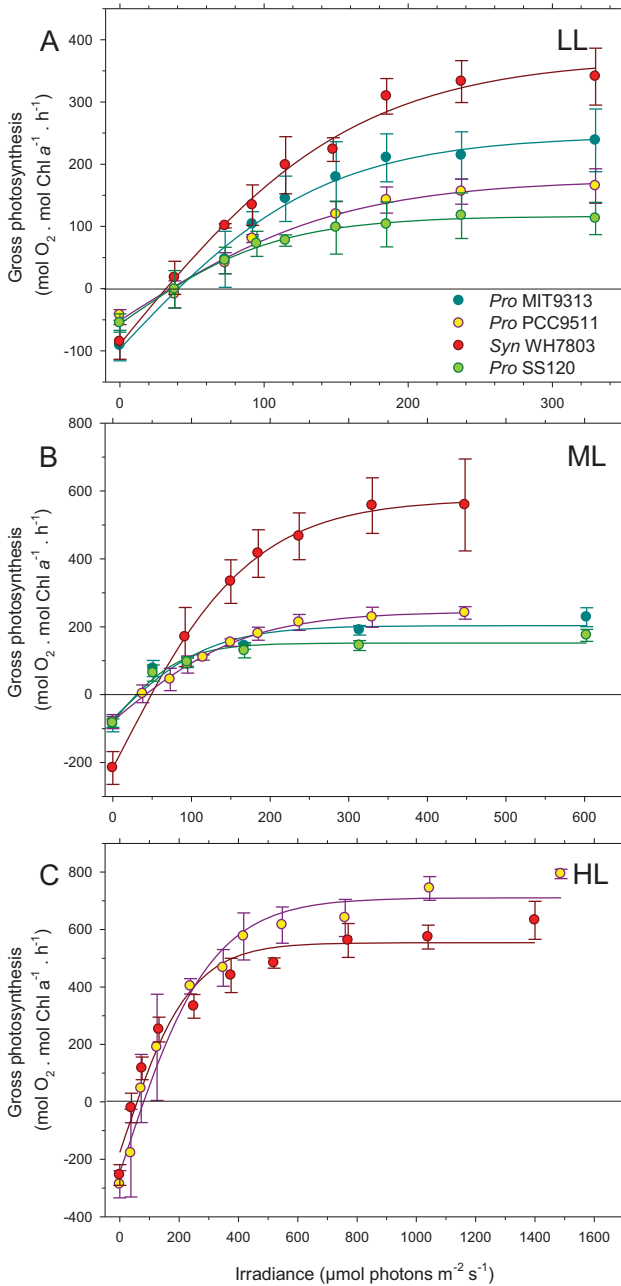 A
LL
400
300
200
100
0
-100
Gross photosynthesis
(mol O₂ . mol Chl a⁻¹ . h⁻¹)
Pro MIT9313
Pro PCC9511
Syn WH7803
Pro SS120
0 100 200 300
B
ML
800
600
400
200
0
-200
Gross photosynthesis
(mol O₂ . mol Chl a⁻¹ . h⁻¹)
0 100 200 300 400 500 600
C
HL
800
600
400
200
0
-200
-400
Gross photosynthesis
(mol O₂ . mol Chl a⁻¹ . h⁻¹)
0 200 400 600 800 1000 1200 1400 1600
Irradiance (µmol photons m⁻² s⁻¹)